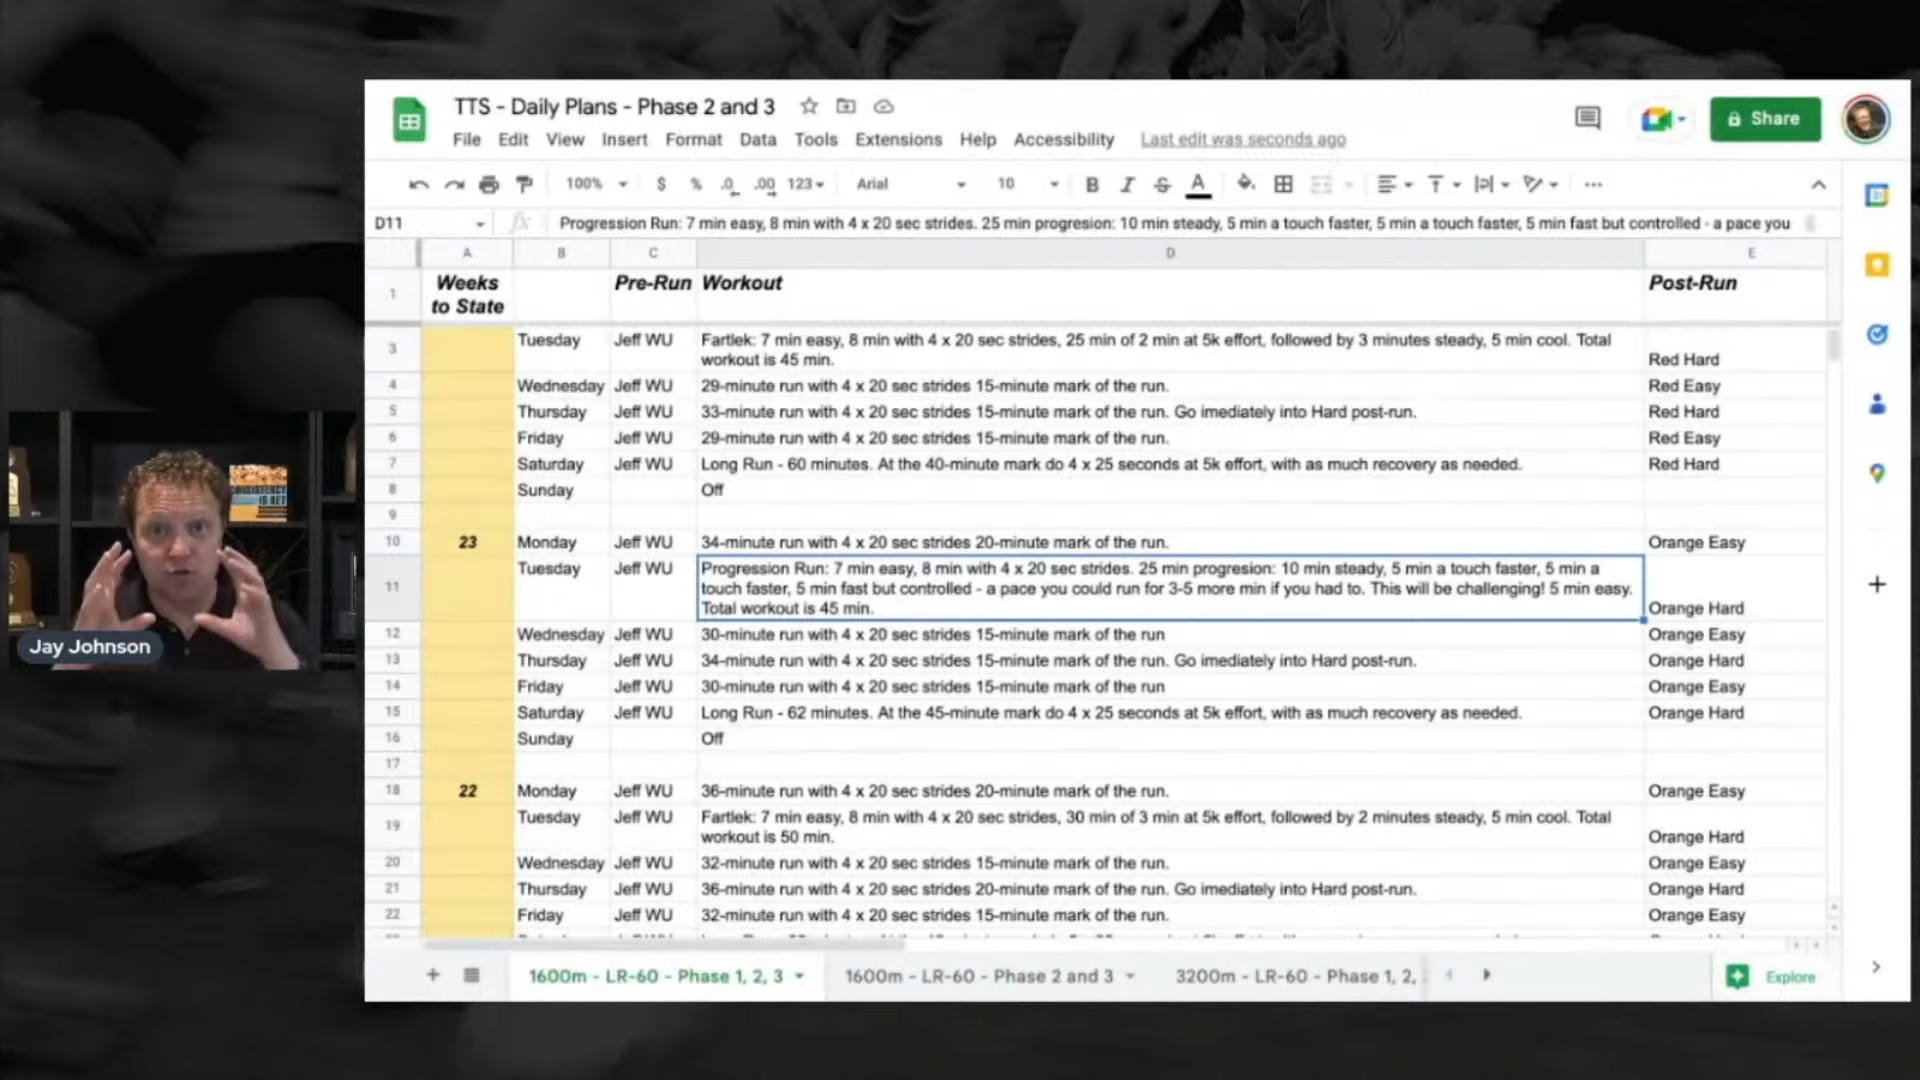 TTS - Daily Plans - Phase 2 and 3
Share
File Edit View Insert Format Data Tools Extensions Help Accessibility Last edit was seconds ago
100% $ % .0 .00 123 Arial 10 B I S A
D11 fx Progression Run: 7 min easy, 8 min with 4 x 20 sec strides. 25 min progresion: 10 min steady, 5 min a touch faster, 5 min a touch faster, 5 min fast but controlled - a pace you
A B C D E
1 Weeks to State Pre-Run Workout Post-Run
3 Tuesday Jeff WU Fartlek: 7 min easy, 8 min with 4 x 20 sec strides, 25 min of 2 min at 5k effort, followed by 3 minutes steady, 5 min cool. Total
workout is 45 min. Red Hard
4 Wednesday Jeff WU 29-minute run with 4 x 20 sec strides 15-minute mark of the run. Red Easy
5 Thursday Jeff WU 33-minute run with 4 x 20 sec strides 15-minute mark of the run. Go imediately into Hard post-run. Red Hard
6 Friday Jeff WU 29-minute run with 4 x 20 sec strides 15-minute mark of the run. Red Easy
7 Saturday Jeff WU Long Run - 60 minutes. At the 40-minute mark do 4 x 25 seconds at 5k effort, with as much recovery as needed. Red Hard
8 Sunday Off
9
10 23 Monday Jeff WU 34-minute run with 4 x 20 sec strides 20-minute mark of the run. Orange Easy
11 Tuesday Jeff WU Progression Run: 7 min easy, 8 min with 4 x 20 sec strides. 25 min progresion: 10 min steady, 5 min a touch faster, 5 min a
touch faster, 5 min fast but controlled - a pace you could run for 3-5 more min if you had to. This will be challenging! 5 min easy.
Total workout is 45 min. Orange Hard
12 Wednesday Jeff WU 30-minute run with 4 x 20 sec strides 15-minute mark of the run Orange Easy
13 Thursday Jeff WU 34-minute run with 4 x 20 sec strides 15-minute mark of the run. Go imediately into Hard post-run. Orange Hard
14 Friday Jeff WU 30-minute run with 4 x 20 sec strides 15-minute mark of the run Orange Easy
15 Saturday Jeff WU Long Run - 62 minutes. At the 45-minute mark do 4 x 25 seconds at 5k effort, with as much recovery as needed. Orange Hard
16 Sunday Off
17
18 22 Monday Jeff WU 36-minute run with 4 x 20 sec strides 20-minute mark of the run. Orange Easy
19 Tuesday Jeff WU Fartlek: 7 min easy, 8 min with 4 x 20 sec strides, 30 min of 3 min at 5k effort, followed by 2 minutes steady, 5 min cool. Total
workout is 50 min. Orange Hard
20 Wednesday Jeff WU 32-minute run with 4 x 20 sec strides 15-minute mark of the run. Orange Easy
21 Thursday Jeff WU 36-minute run with 4 x 20 sec strides 20-minute mark of the run. Go imediately into Hard post-run. Orange Hard
22 Friday Jeff WU 32-minute run with 4 x 20 sec strides 15-minute mark of the run. Orange Easy
1600m - LR-60 - Phase 1, 2, 3 1600m - LR-60 - Phase 2 and 3 3200m - LR-60 - Phase 1, 2, Explore
CONSISTENCY
IS KEY
Jay Johnson